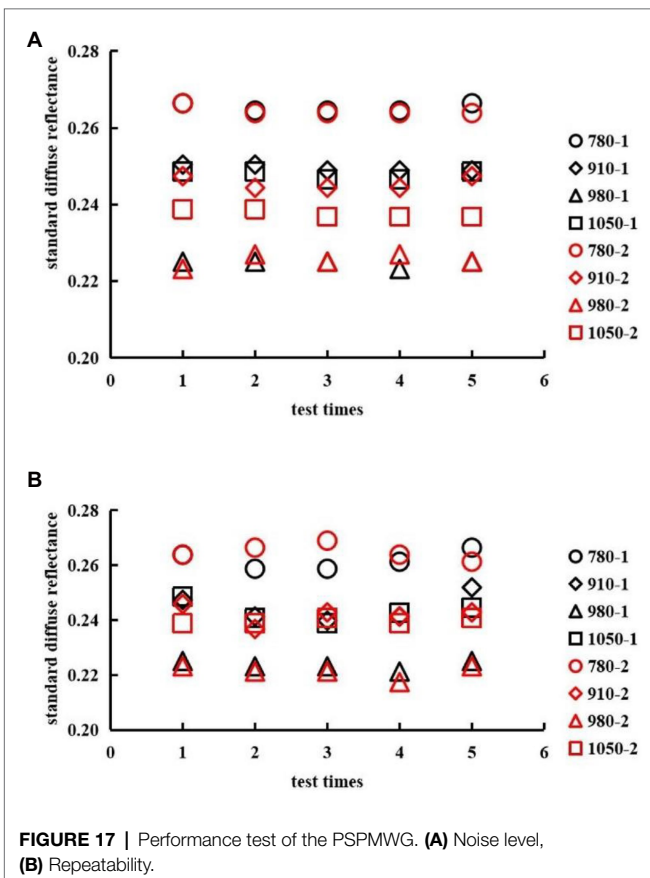 A
standard diffuse reflectance
0.28
0.26
0.24
0.22
0.20
0 1 2 3 4 5 6
test times
780-1
910-1
980-1
1050-1
780-2
910-2
980-2
1050-2
B
standard diffuse reflectance
0.28
0.26
0.24
0.22
0.20
0 1 2 3 4 5 6
test times
780-1
910-1
980-1
1050-1
780-2
910-2
980-2
1050-2
FIGURE 17 | Performance test of the PSPMWG. (A) Noise level,
(B) Repeatability.